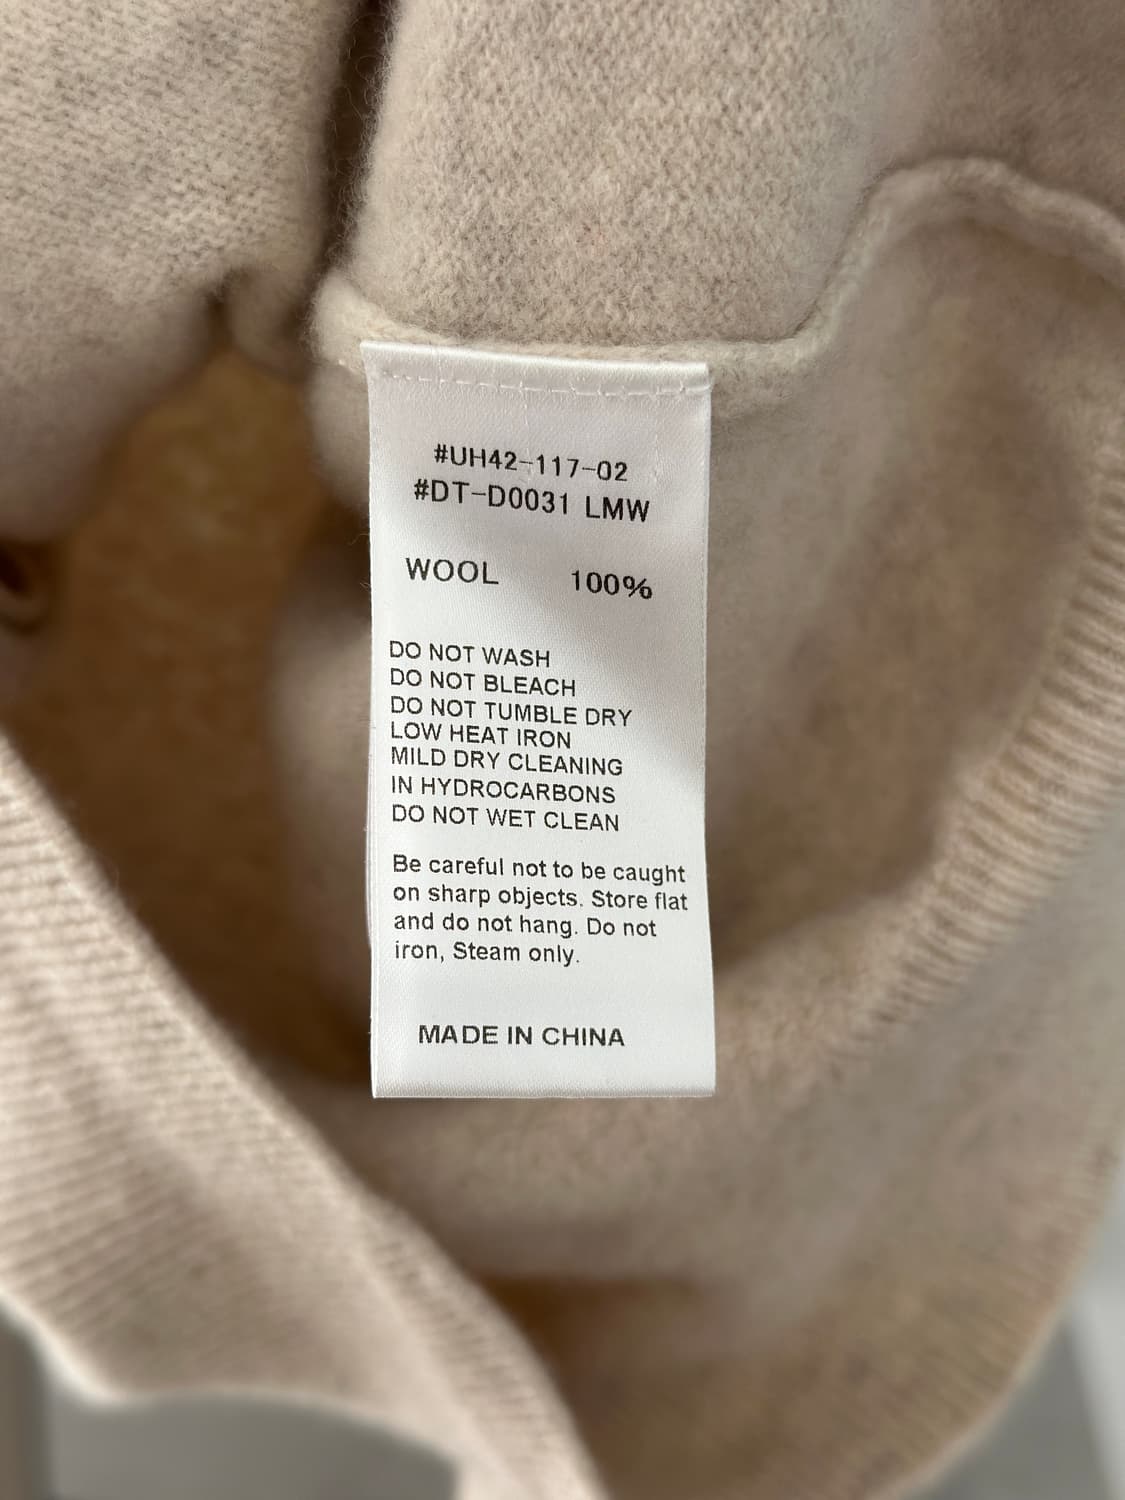 #UH42-117-02
#DT-D0031 LMW
WOOL 100%
DO NOT WASH
DO NOT BLEACH
DO NOT TUMBLE DRY
LOW HEAT IRON
MILD DRY CLEANING
IN HYDROCARBONS
DO NOT WET CLEAN
Be careful not to be caught
on sharp objects. Store flat
and do not hang. Do not
iron, Steam only.
MADE IN CHINA